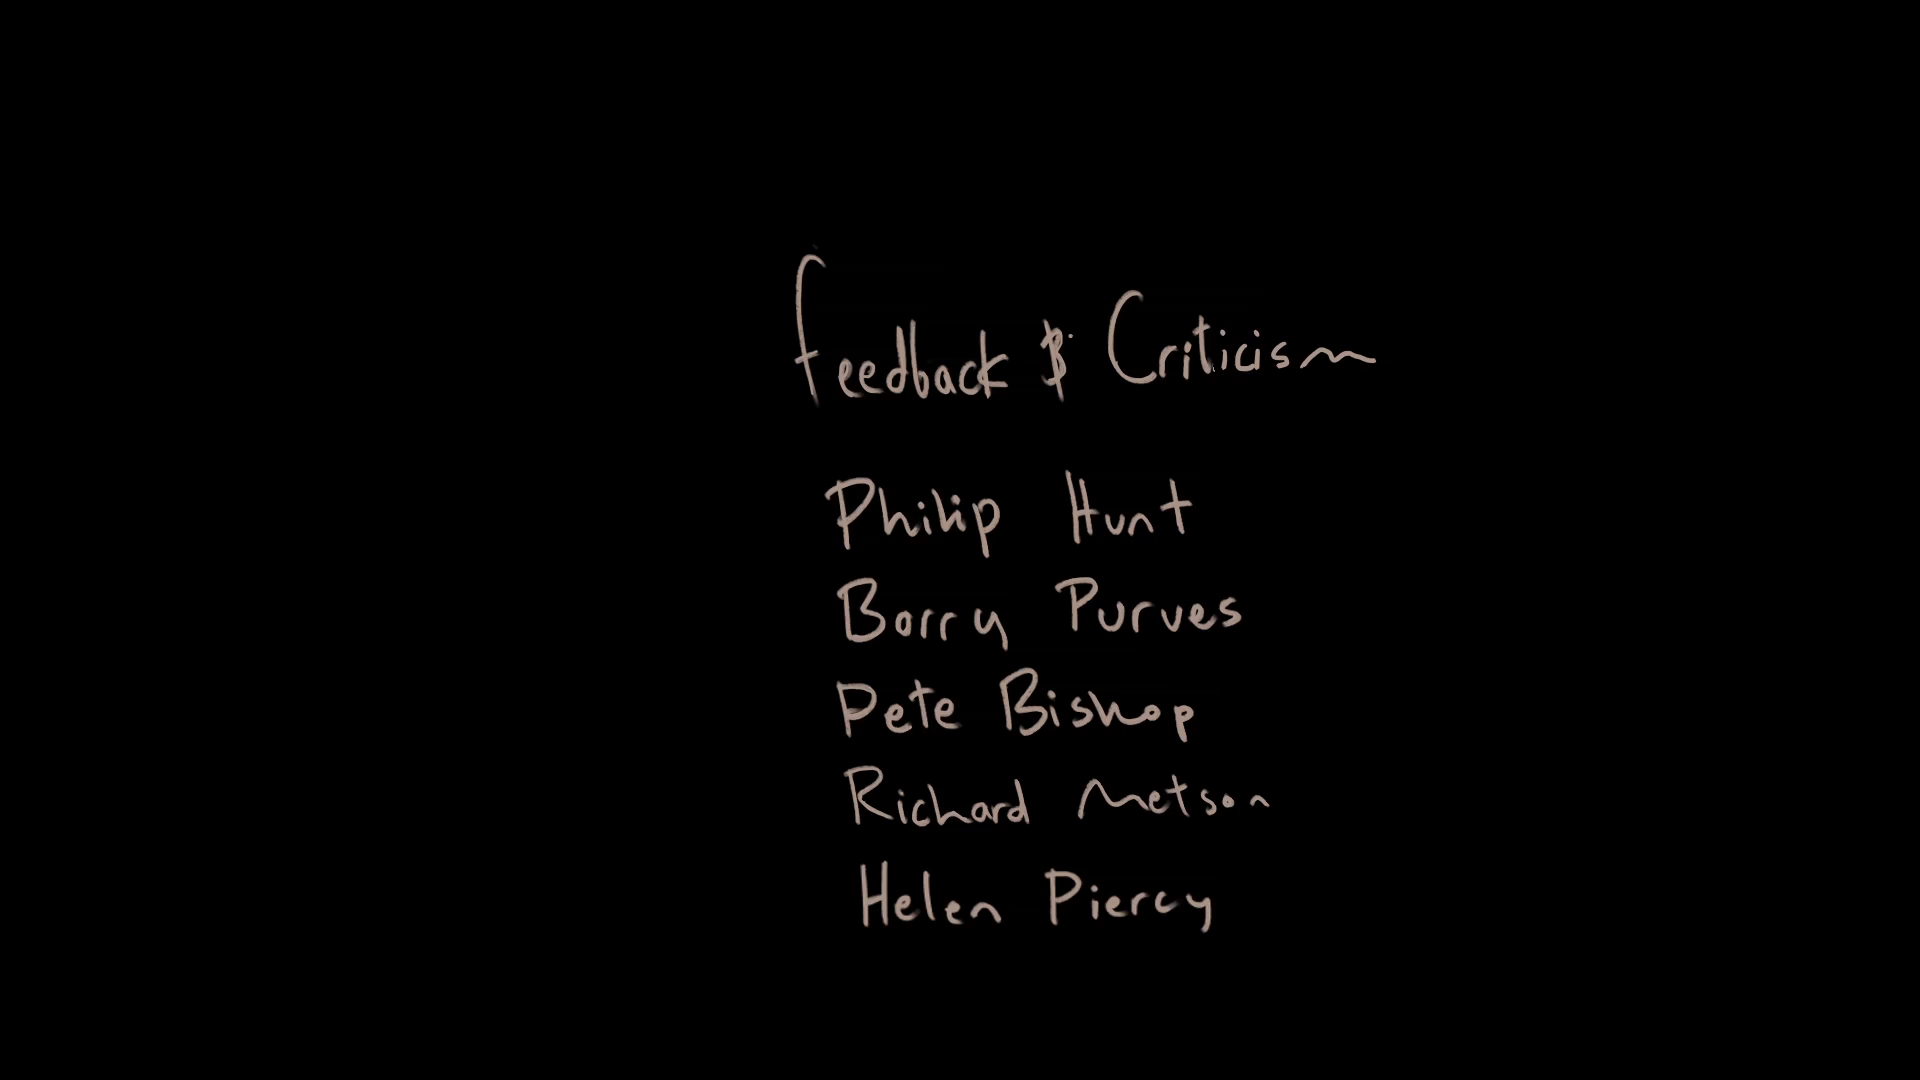 Feedback & Criticism
Philip Hunt
Barry Purves
Pete Bishop
Richard Metson
Helen Piercy